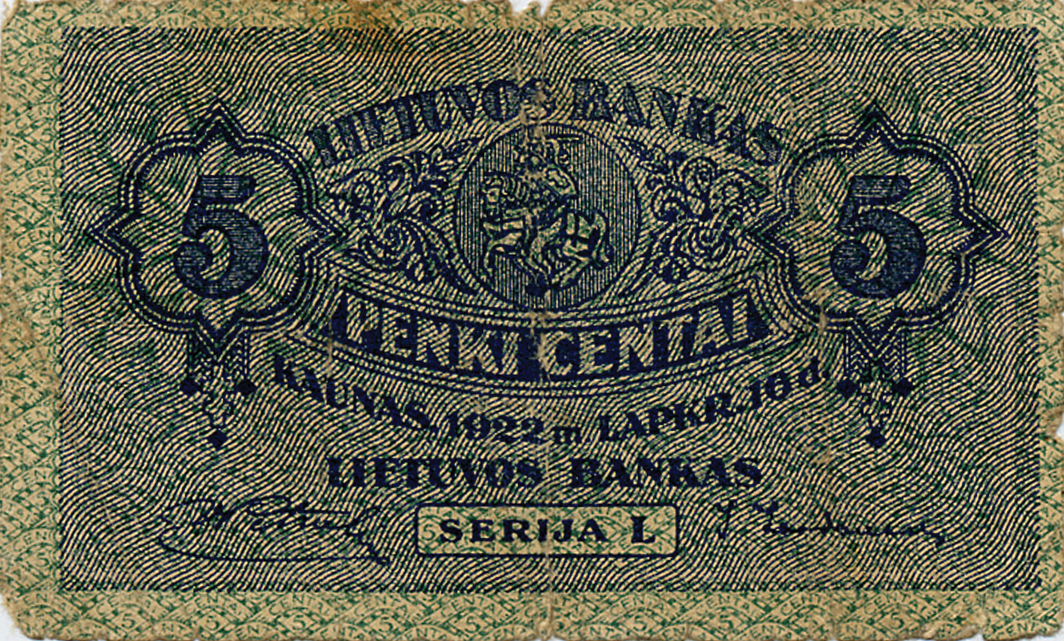 LIETUVOS BANKAS
5 5
PENKI CENTAI
KAUNAS, 1922 m LAPKR. 10 d.
LIETUVOS BANKAS
SERIJA L